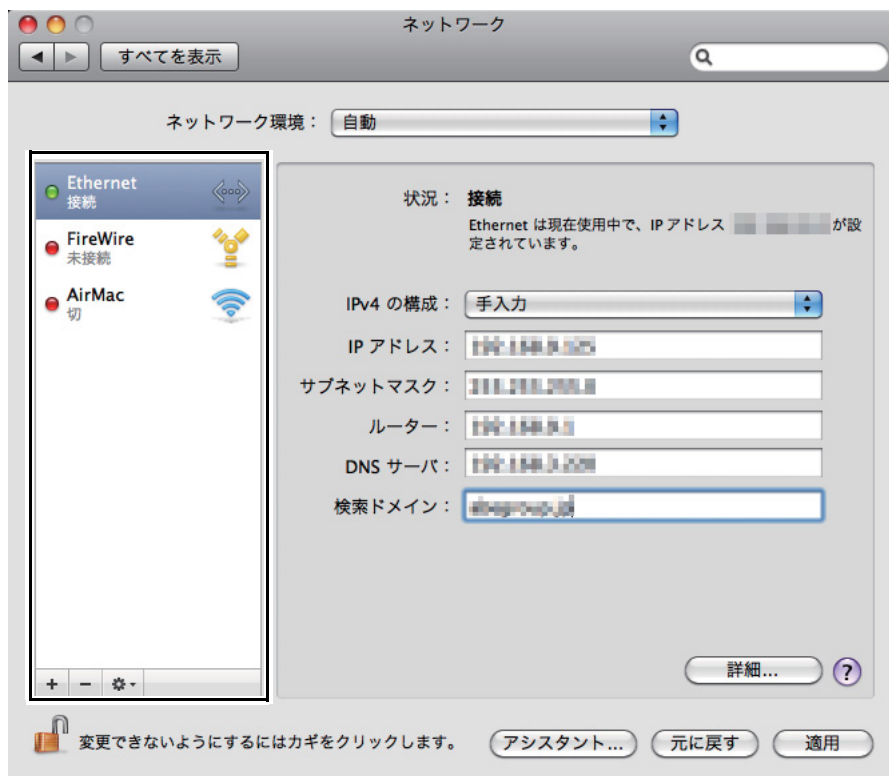 ネットワーク
すべてを表示
ネットワーク環境： 自動
Ethernet
接続
FireWire
未接続
AirMac
切
状況： 接続
Ethernet は現在使用中で、IP アドレス が設
定されています。
IPv4 の構成： 手入力
IP アドレス：
サブネットマスク：
ルーター：
DNS サーバ：
検索ドメイン：
詳細...
?
変更できないようにするにはカギをクリックします。
アシスタント...
元に戻す
適用